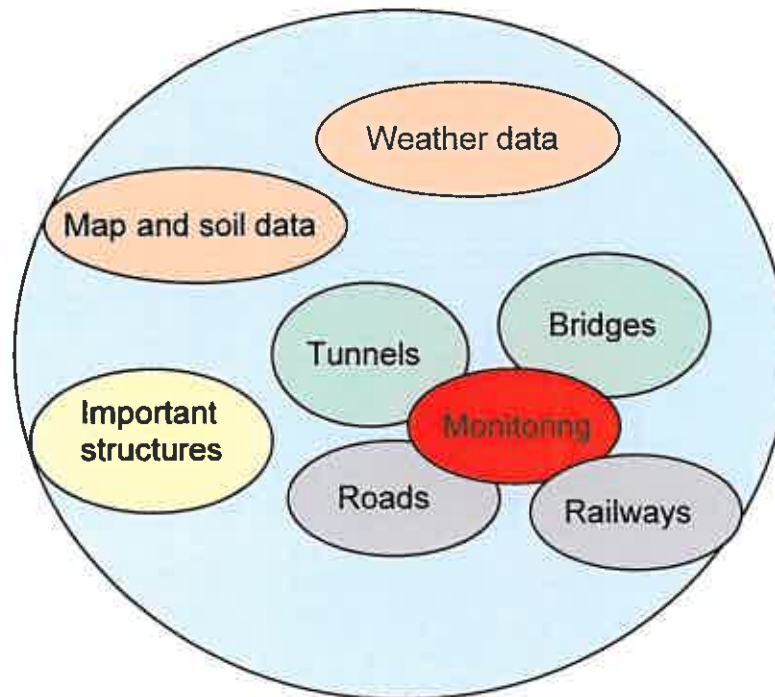 Weather data
Map and soil data
Bridges
Tunnels
Important
structures
Monitoring
Roads
Railways